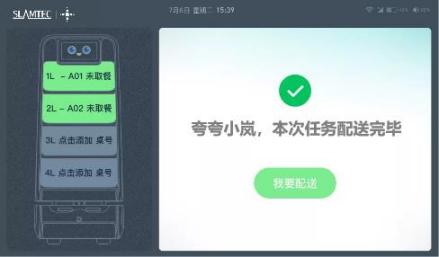 SLAMTEC
7月6日 星期二 15:39
1L - A01 未取餐
2L - A02 未取餐
3L 点击添加 桌号
4L 点击添加 桌号
夸夸小岚，本次任务配送完毕
我要配送